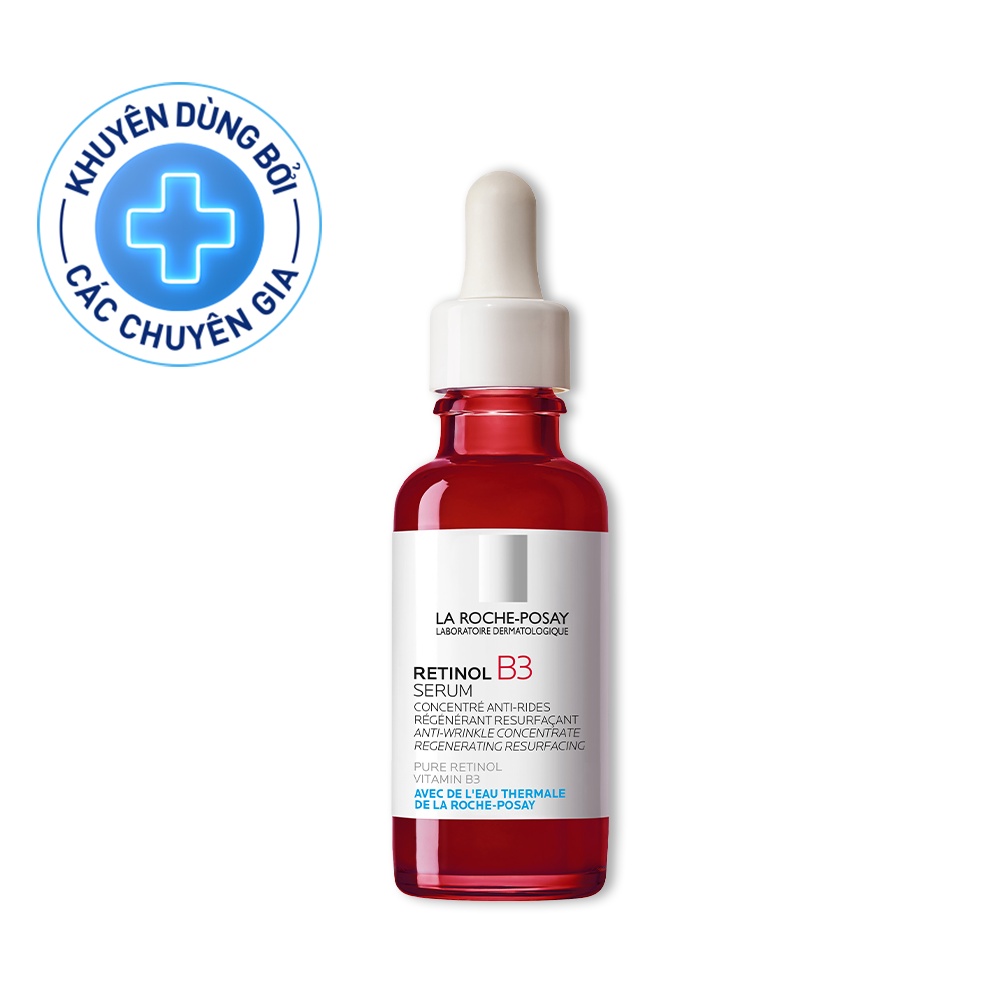 KHUYÊN DÙNG BỞI
CÁC CHUYÊN GIA
LA ROCHE-POSAY
LABORATOIRE DERMATOLOGIQUE
RETINOL B3
SERUM
CONCENTRÉ ANTI-RIDES
RÉGÉNÉRANT RESURFAÇANT
ANTI-WRINKLE CONCENTRATE
REGENERATING RESURFACING
PURE RETINOL
VITAMIN B3
AVEC DE L'EAU THERMALE
DE LA ROCHE-POSAY